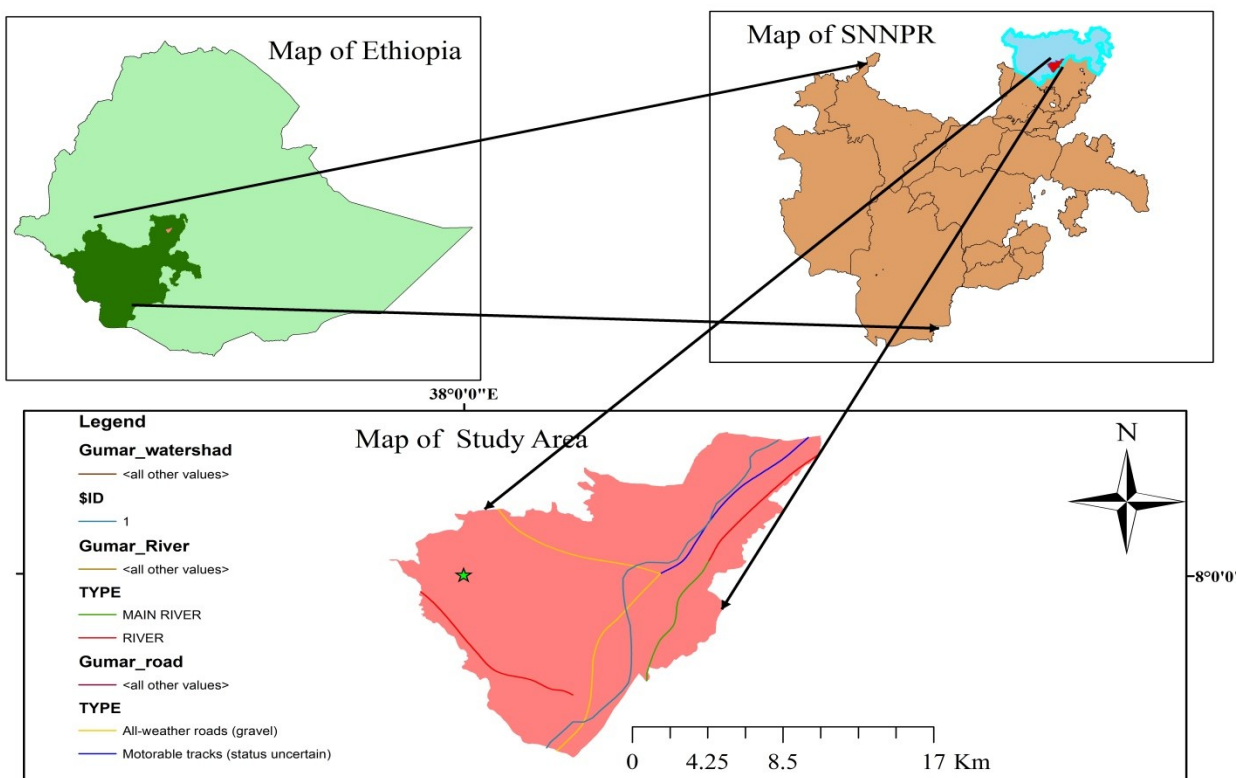 Map of Ethiopia
Map of SNNPR
38°0'0"E
Legend
Gumar_watershad
<all other values>
$ID
1
Gumar_River
<all other values>
TYPE
MAIN RIVER
RIVER
Gumar_road
<all other values>
TYPE
All-weather roads (gravel)
Motorable tracks (status uncertain)
Map of Study Area
N
8°0'0"
0 4.25 8.5 17 Km